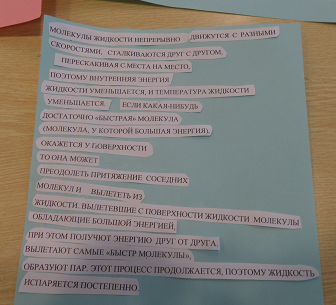 МОЛЕКУЛЫ ЖИДКОСТИ НЕПРЕРЫВНО ДВИЖУТСЯ С РАЗНЫМИ
СКОРОСТЯМИ, СТАЛКИВАЮТСЯ ДРУГ С ДРУГОМ,
ПЕРЕСКАКИВАЯ С МЕСТА НА МЕСТО.
ПОЭТОМУ ВНУТРЕННЯЯ ЭНЕРГИЯ
ЖИДКОСТИ УМЕНЬШАЕТСЯ, И ТЕМПЕРАТУРА ЖИДКОСТИ
УМЕНЬШАЕТСЯ. ЕСЛИ КАКАЯ-НИБУДЬ
ДОСТАТОЧНО «БЫСТРАЯ» МОЛЕКУЛА
(МОЛЕКУЛА, У КОТОРОЙ БОЛЬШАЯ ЭНЕРГИЯ),
ОКАЖЕТСЯ У ПОВЕРХНОСТИ
ТО ОНА МОЖЕТ
ПРЕОДОЛЕТЬ ПРИТЯЖЕНИЕ СОСЕДНИХ
МОЛЕКУЛ И ВЫЛЕТЕТЬ ИЗ
ЖИДКОСТИ. ВЫЛЕТЕВШИЕ С ПОВЕРХНОСТИ ЖИДКОСТИ МОЛЕКУЛЫ
ОБЛАДАЮЩИЕ БОЛЬШОЙ ЭНЕРГИЕЙ.
ПРИ ЭТОМ ПОЛУЧЮТ ЭНЕРГИЮ ДРУГ ОТ ДРУГА.
ВЫЛЕТАЮТ САМЫЕ «БЫСТР МОЛЕКУЛЫ»,
ОБРАЗУЮТ ПАР. ЭТОТ ПРОЦЕСС ПРОДОЛЖАЕТСЯ, ПОЭТОМУ ЖИДКАРСТЬ
ИСПАРЯЕТСЯ ПОСТЕПЕННО